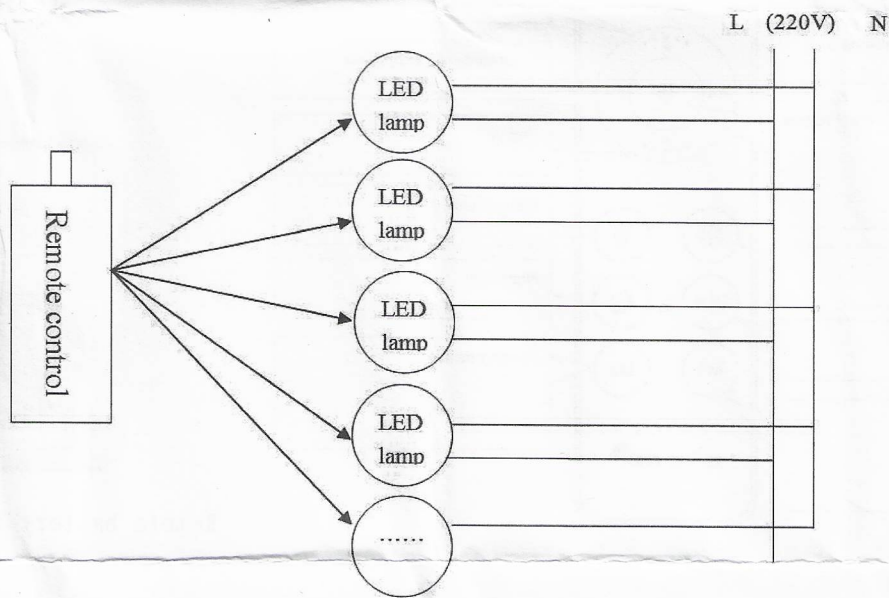 L (220V) N
LED
lamp
LED
lamp
Remote control
LED
lamp
LED
lamp
......